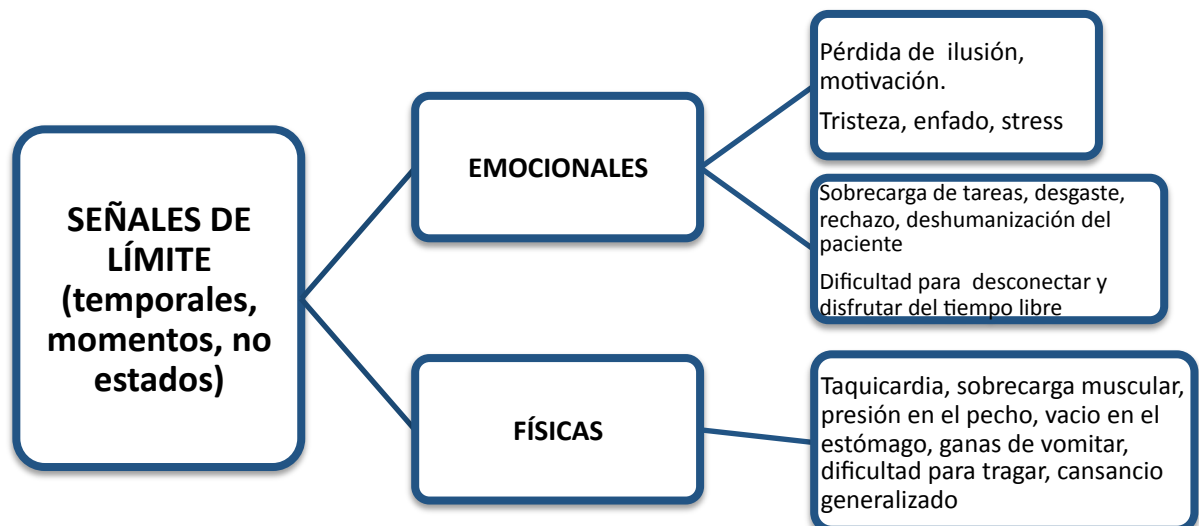 SEÑALES DE
LÍMITE
(temporales,
momentos, no
estados)
EMOCIONALES
Pérdida de  ilusión,
motivación.
Tristeza, enfado, stress
Sobrecarga de tareas, desgaste,
rechazo, deshumanización del
paciente
Dificultad para  desconectar y
disfrutar del tiempo libre
FÍSICAS
Taquicardia, sobrecarga muscular,
presión en el pecho, vacio en el
estómago, ganas de vomitar,
dificultad para tragar, cansancio
generalizado